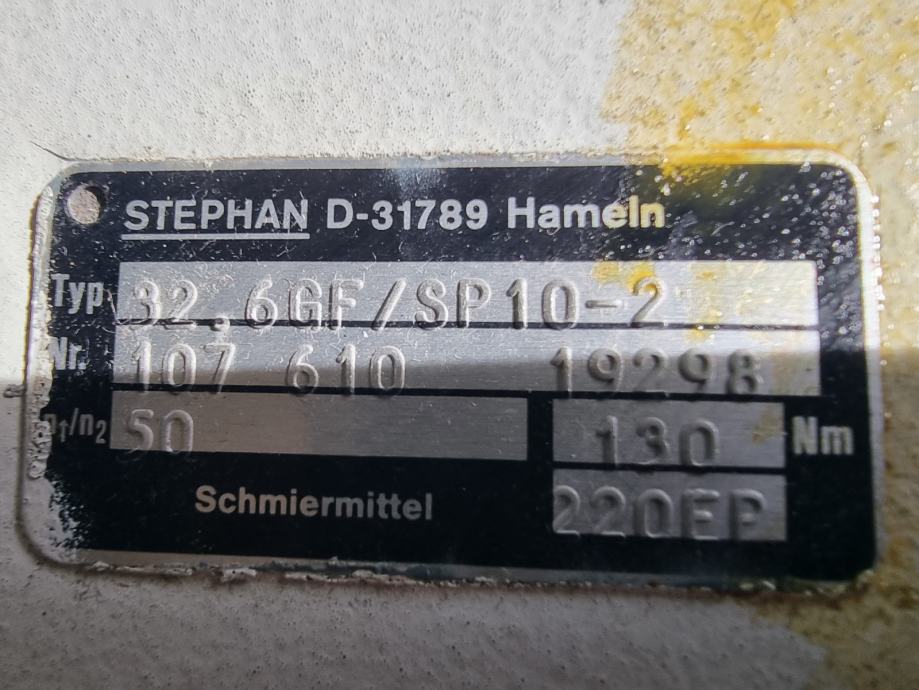 STEPHAN D-31789 Hameln
Typ 32.6GF/SP10-2
Nr. 107 610 19298
n₁/n₂ 50 130 Nm
Schmiermittel 220EP